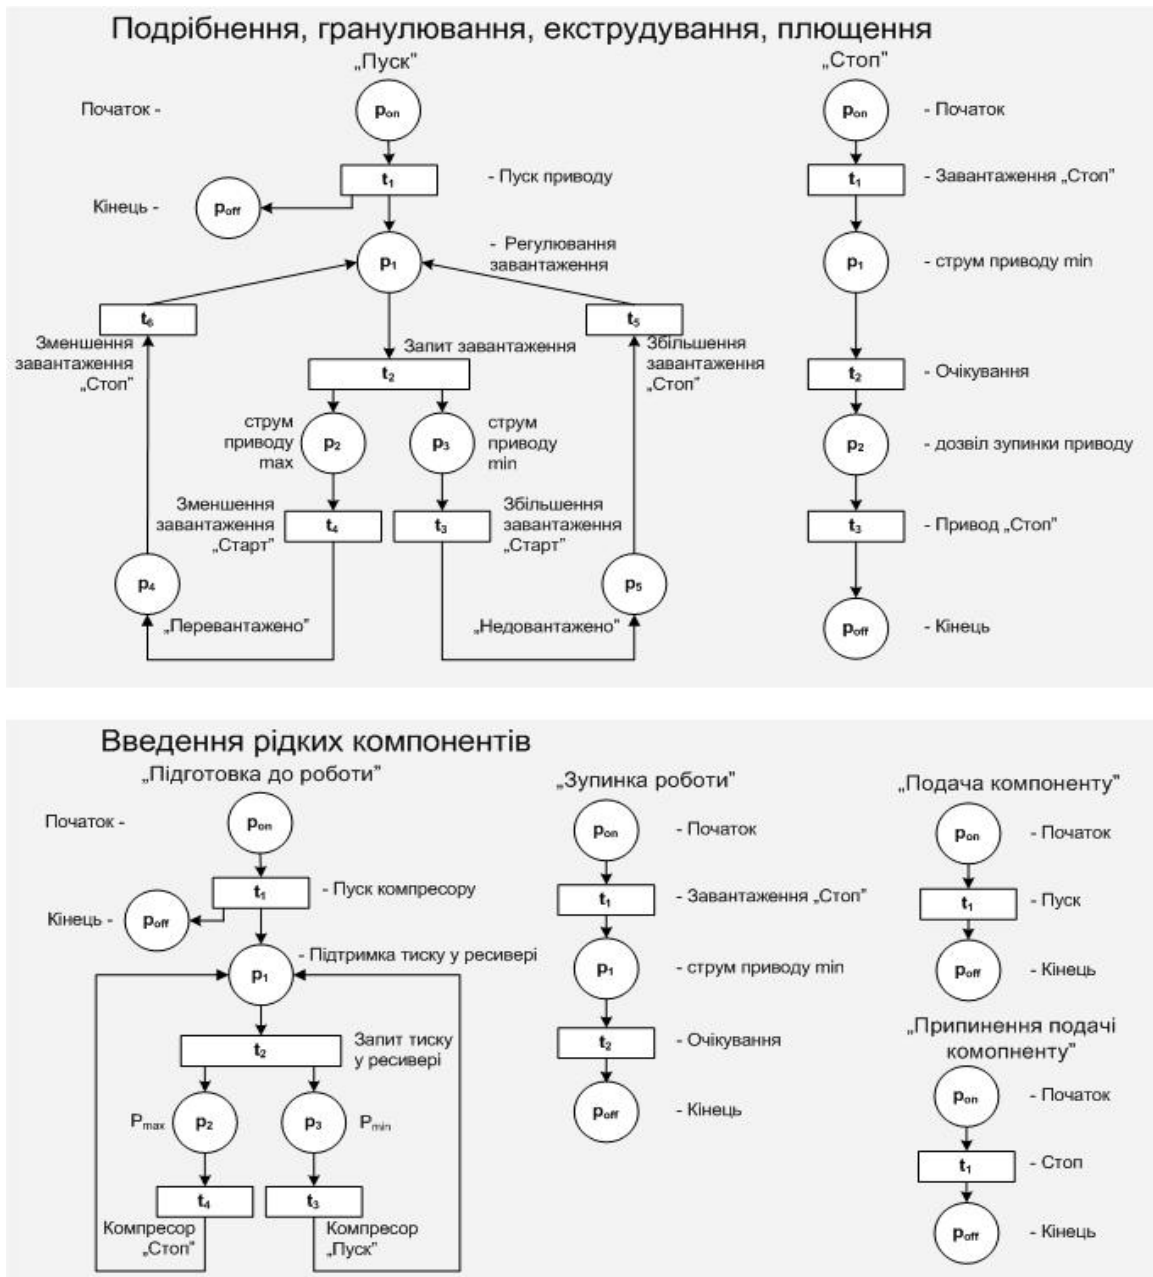 Подрібнення, гранулювання, екструдування, плющення
„Пуск"
Початок -
pon
t1
- Пуск приводу
Кінець -
poff
p1
- Регулювання
завантаження
t6
Зменшення
завантаження
„Стоп"
t5
Збільшення
завантаження
„Стоп"
Запит завантаження
t2
струм
приводу
max
p2
p3
струм
приводу
min
Зменшення
завантаження
„Старт"
t4
t3
Збільшення
завантаження
„Старт"
p4
p5
„Перевантажено"
„Недовантажено"
„Стоп"
pon
- Початок
t1
- Завантаження „Стоп"
p1
- струм приводу min
t2
- Очікування
p2
- дозвіл зупинки приводу
t3
- Привод „Стоп"
poff
- Кінець
Введення рідких компонентів
„Підготовка до роботи"
Початок -
pon
t1
- Пуск компресору
Кінець -
poff
- Підтримка тиску у ресивері
p1
t2
Запит тиску
у ресивері
Pmax
p2
p3
Pmin
t4
t3
Компресор
„Стоп"
Компресор
„Пуск"
„Зупинка роботи"
pon
- Початок
t1
- Завантаження „Стоп"
p1
- струм приводу min
t2
- Очікування
poff
- Кінець
„Подача компоненту"
pon
- Початок
t1
- Пуск
poff
- Кінець
„Припинення подачі
комопненту"
pon
- Початок
t1
- Стоп
poff
- Кінець